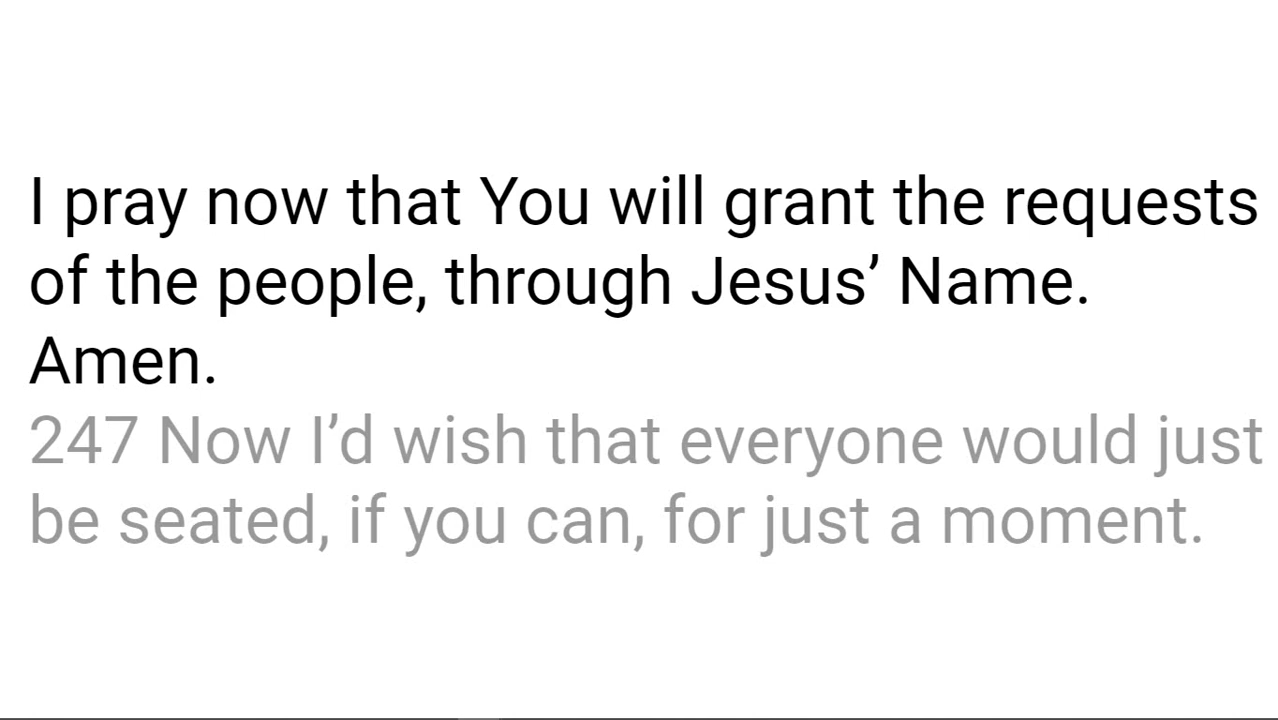 I pray now that You will grant the requests
of the people, through Jesus’ Name.
Amen.
247 Now I’d wish that everyone would just
be seated, if you can, for just a moment.